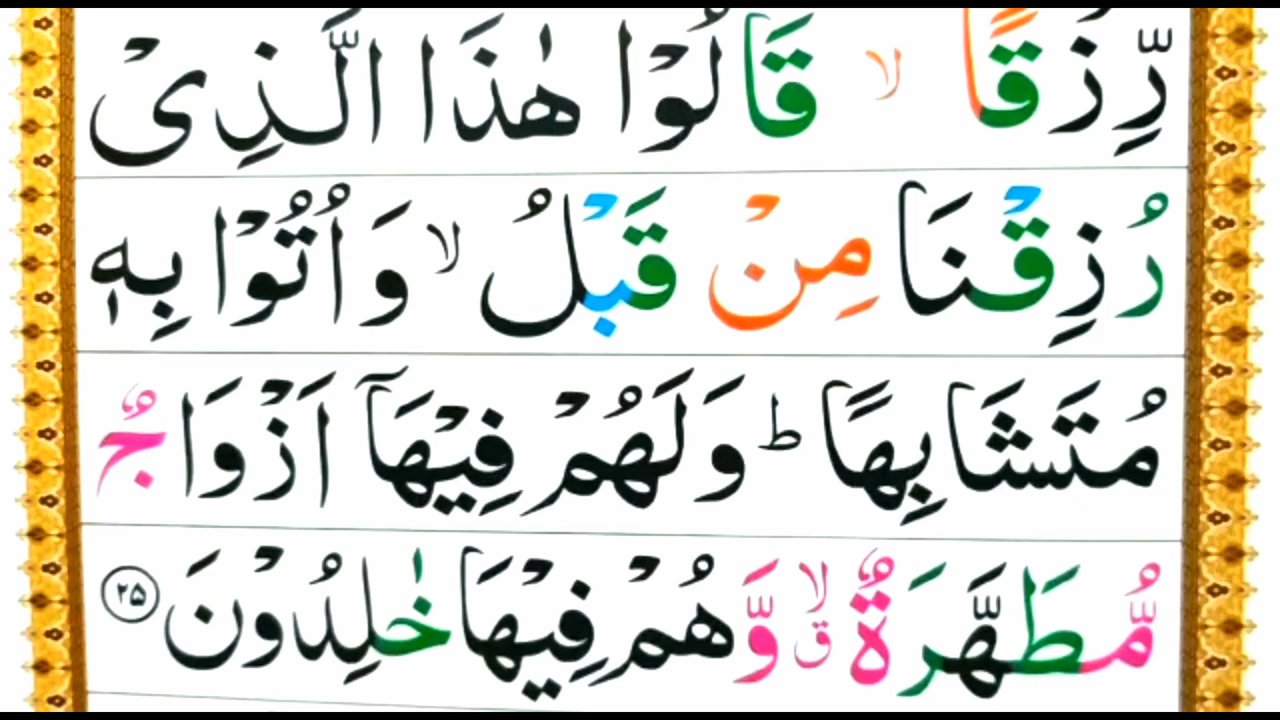 رِّزْقًا ۙ قَالُوْا هٰذَا الَّذِیْ
رُزِقْنَا مِنْ قَبْلُ ۙ وَاُتُوْا بِهٖ
مُتَشَابِهًا ؕ وَلَهُمْ فِیْهَاۤ اَزْوَاجٌ
مُّطَهَّرَةٌ ۙ ق وَّهُمْ فِیْهَا خٰلِدُوْنَ ۲۵